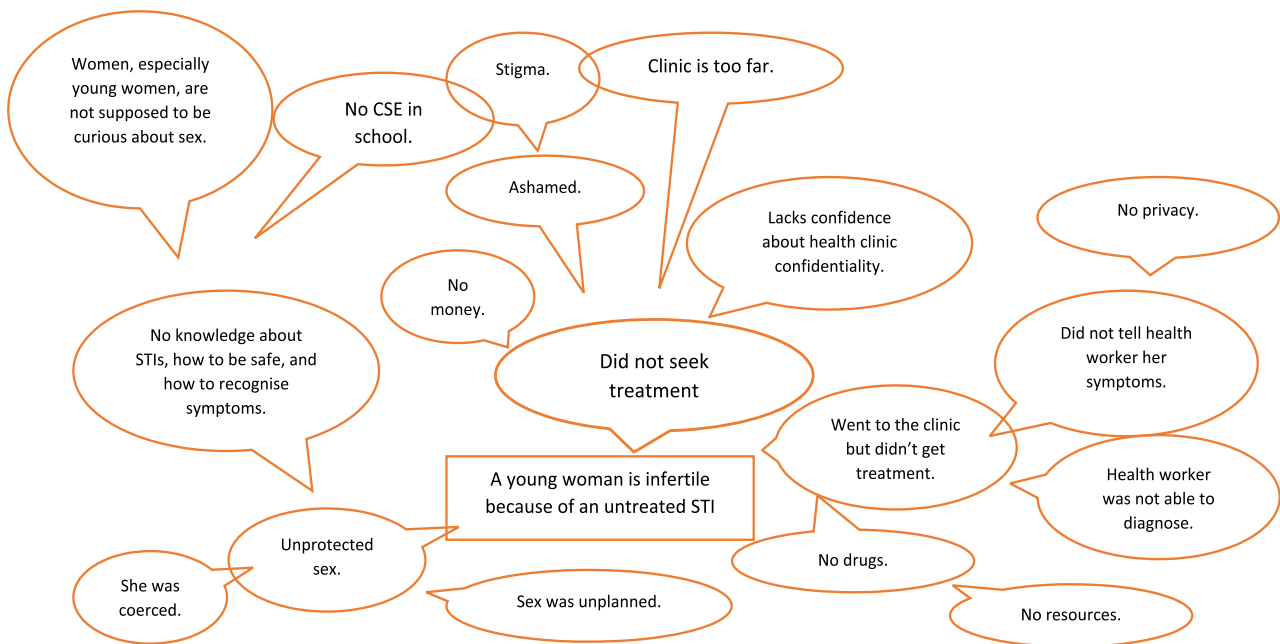 Women, especially
young women, are
not supposed to be
curious about sex.
No CSE in
school.
Stigma.
Clinic is too far.
Ashamed.
Lacks confidence
about health clinic
confidentiality.
No privacy.
No
money.
No knowledge about
STIs, how to be safe, and
how to recognise
symptoms.
Did not seek
treatment
Did not tell health
worker her
symptoms.
Went to the clinic
but didn’t get
treatment.
A young woman is infertile
because of an untreated STI
Health worker
was not able to
diagnose.
Unprotected
sex.
No drugs.
She was
coerced.
Sex was unplanned.
No resources.